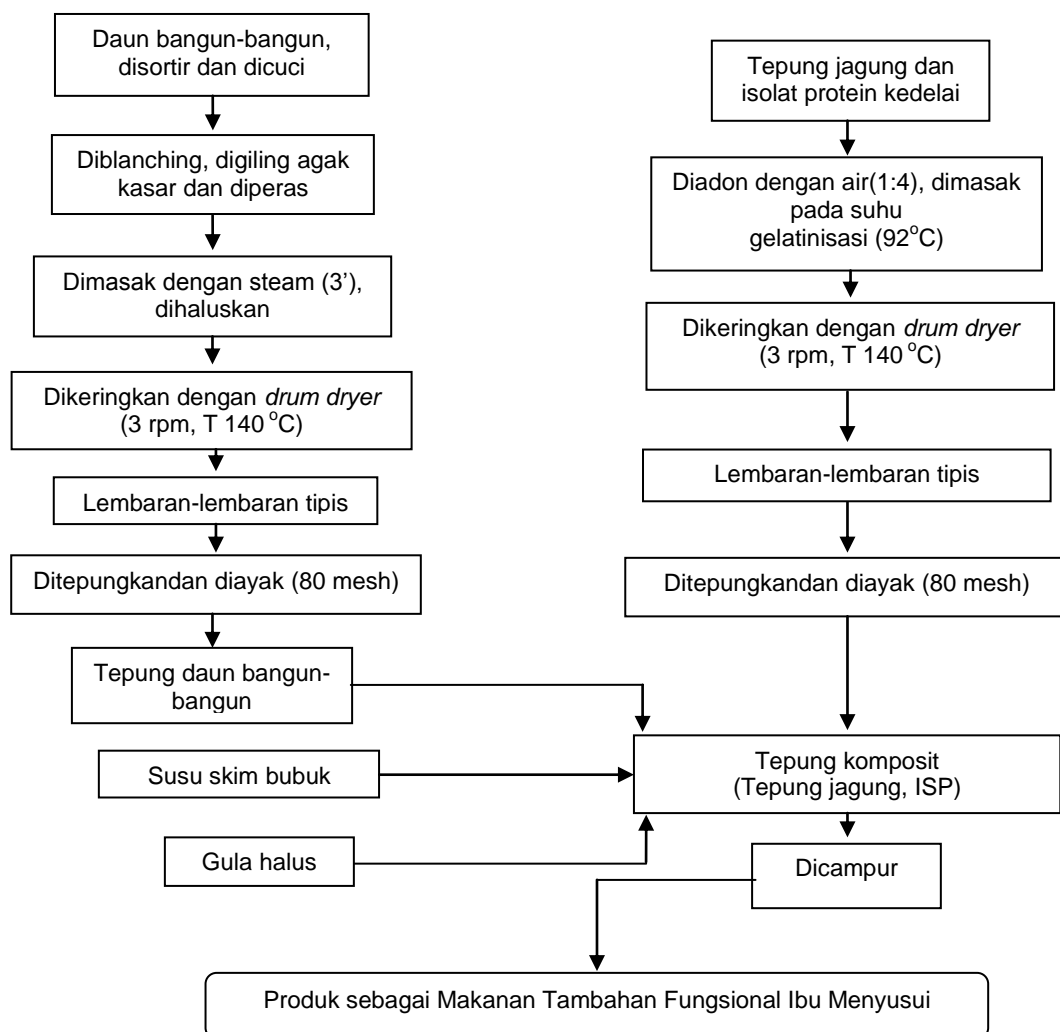 Daun bangun-bangun,
disortir dan dicuci
Diblanching, digiling agak
kasar dan diperas
Dimasak dengan steam (3’),
dihaluskan
Dikeringkan dengan drum dryer
(3 rpm, T 140 °C)
Lembaran-lembaran tipis
Ditepungkandan diayak (80 mesh)
Tepung daun bangun-
bangun
Susu skim bubuk
Gula halus
Tepung jagung dan
isolat protein kedelai
Diadon dengan air(1:4), dimasak
pada suhu
gelatinisasi (92°C)
Dikeringkan dengan drum dryer
(3 rpm, T 140 °C)
Lembaran-lembaran tipis
Ditepungkandan diayak (80 mesh)
Tepung komposit
(Tepung jagung, ISP)
Dicampur
Produk sebagai Makanan Tambahan Fungsional Ibu Menyusui